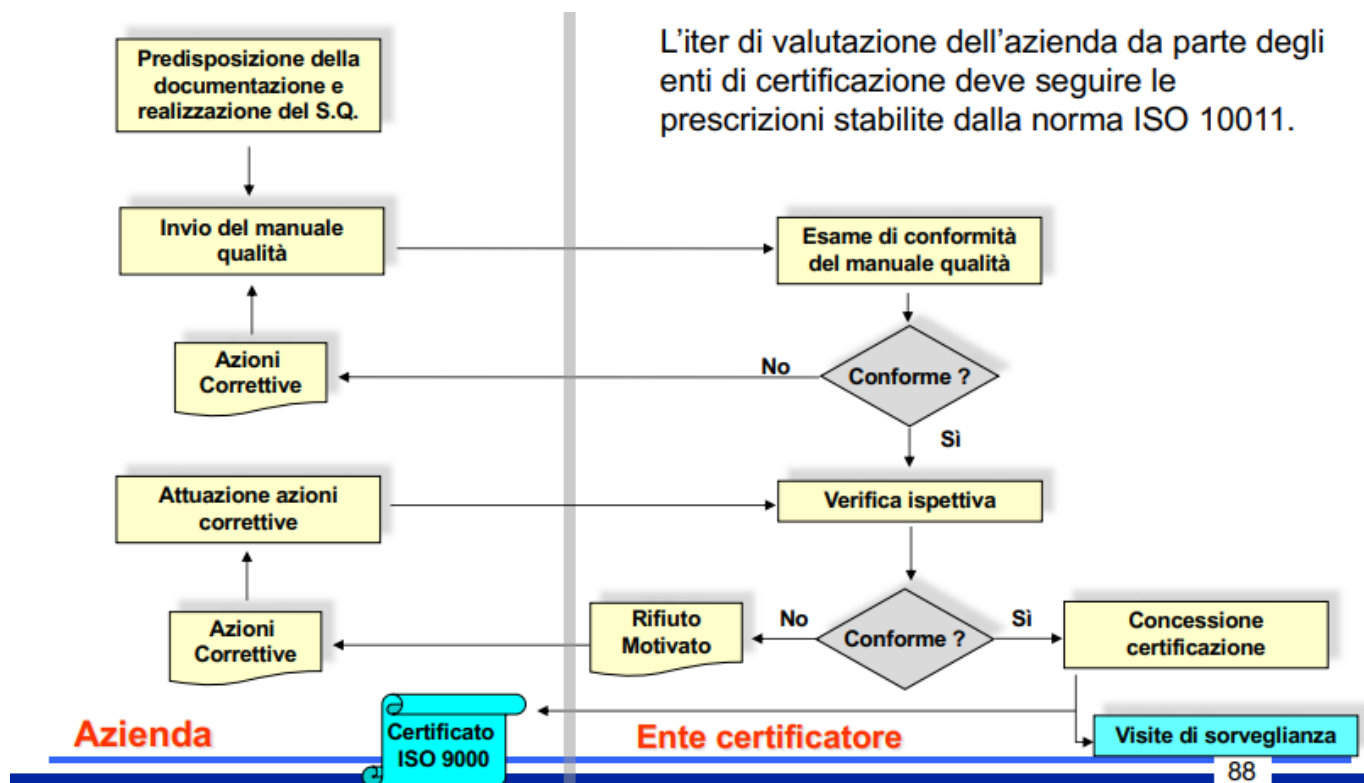 Predisposizione della
documentazione e
realizzazione del S.Q.
L'iter di valutazione dell'azienda da parte degli
enti di certificazione deve seguire le
prescrizioni stabilite dalla norma ISO 10011.
Invio del manuale
qualità
Esame di conformità
del manuale qualità
Azioni
Correttive
No
Conforme ?
Sì
Attuazione azioni
correttive
Verifica ispettiva
Azioni
Correttive
Rifiuto
Motivato
No
Conforme ?
Sì
Concessione
certificazione
Azienda
Certificato
ISO 9000
Ente certificatore
Visite di sorveglianza
88